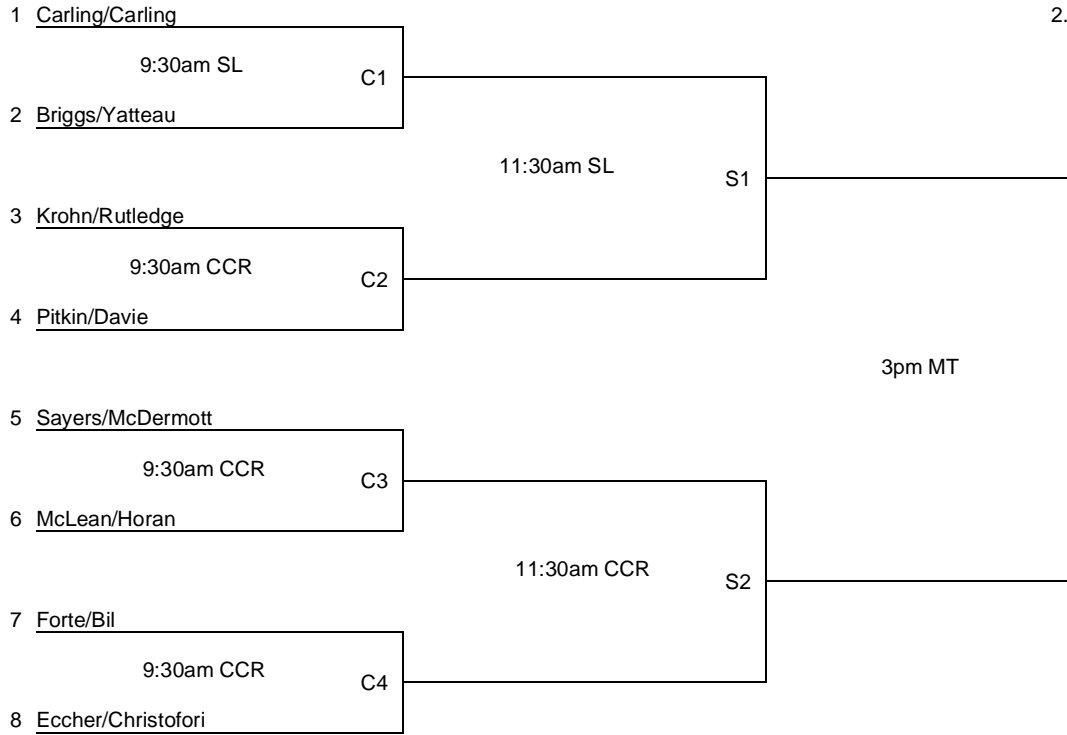 1 Carling/Carling
2.
9:30am SL
C1
2 Briggs/Yatteau
11:30am SL
S1
3 Krohn/Rutledge
9:30am CCR
C2
4 Pitkin/Davie
3pm MT
5 Sayers/McDermott
9:30am CCR
C3
6 McLean/Horan
11:30am CCR
S2
7 Forte/Bil
9:30am CCR
C4
8 Eccher/Christofori